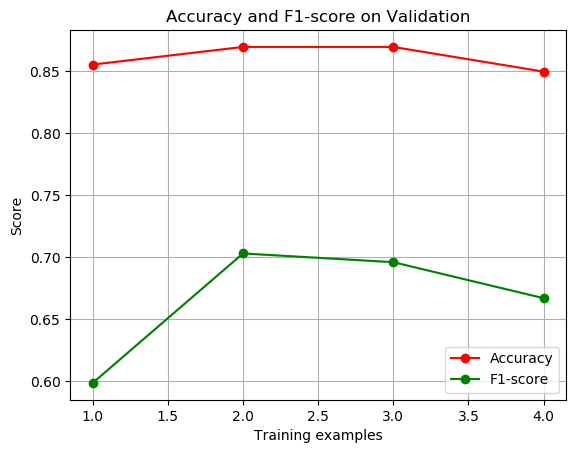 Accuracy and F1-score on Validation
Score
0.85
0.80
0.75
0.70
0.65
0.60
Accuracy
F1-score
1.0 1.5 2.0 2.5 3.0 3.5 4.0
Training examples